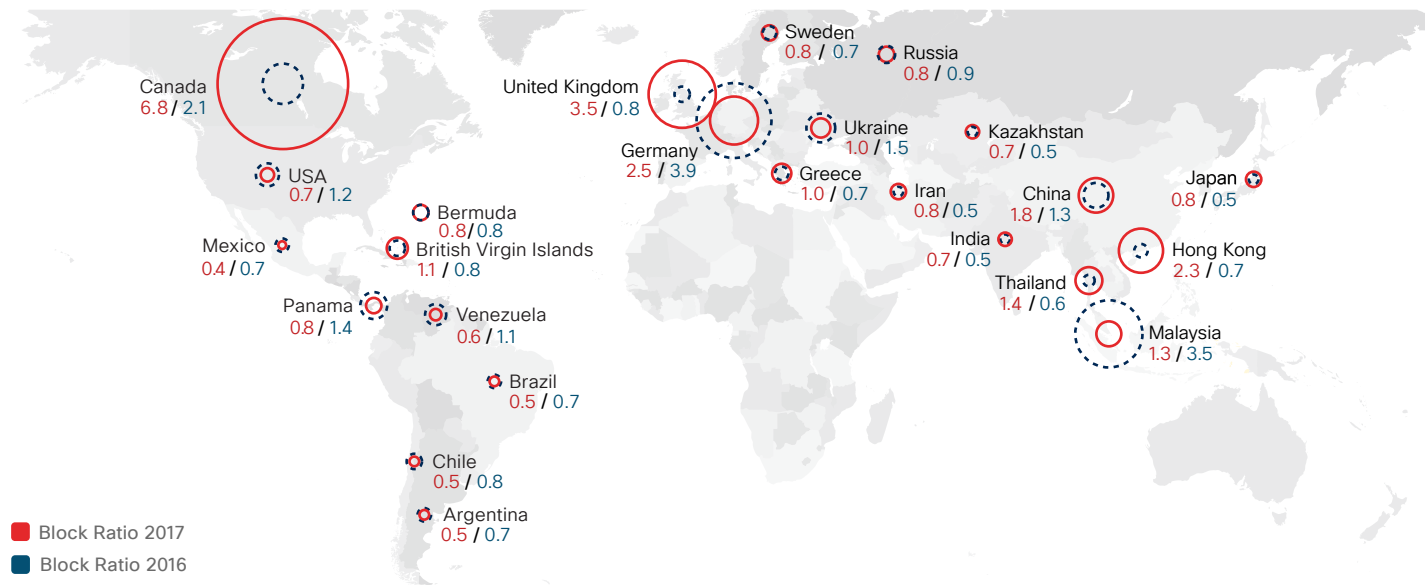 Sweden
0.8 / 0.7
Russia
0.8 / 0.9
Canada
6.8 / 2.1
United Kingdom
3.5 / 0.8
Germany
2.5 / 3.9
Ukraine
1.0 / 1.5
Kazakhstan
0.7 / 0.5
USA
0.7 / 1.2
Greece
1.0 / 0.7
Iran
0.8 / 0.5
China
1.8 / 1.3
Japan
0.8 / 0.5
Bermuda
0.8 / 0.8
Mexico
0.4 / 0.7
British Virgin Islands
1.1 / 0.8
India
0.7 / 0.5
Hong Kong
2.3 / 0.7
Thailand
1.4 / 0.6
Panama
0.8 / 1.4
Venezuela
0.6 / 1.1
Malaysia
1.3 / 3.5
Brazil
0.5 / 0.7
Chile
0.5 / 0.8
Argentina
0.5 / 0.7
Block Ratio 2017
Block Ratio 2016